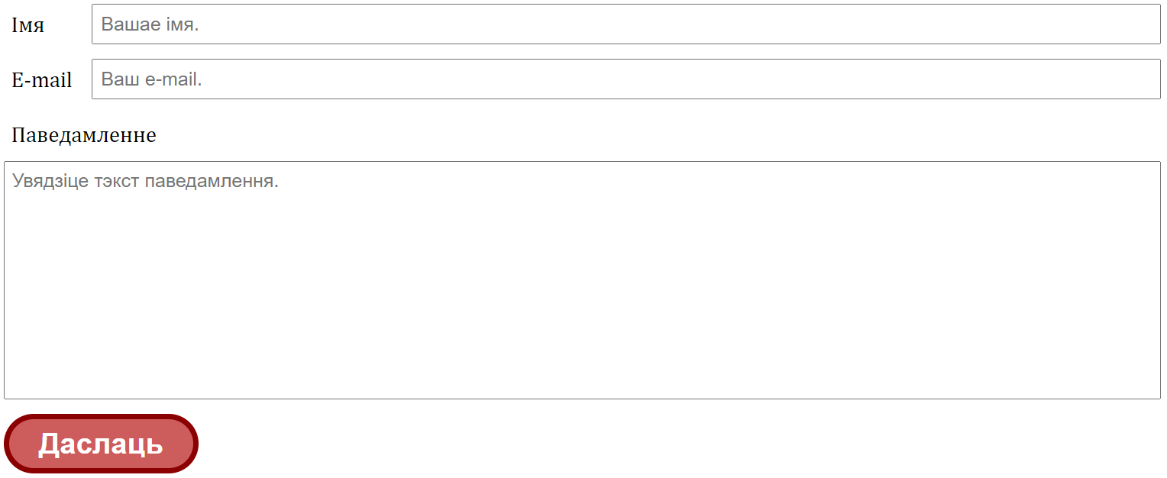 Імя Вашае імя.
E-mail Ваш e-mail.
Паведамленне
Увядзіце тэкст паведамлення.
Даслаць